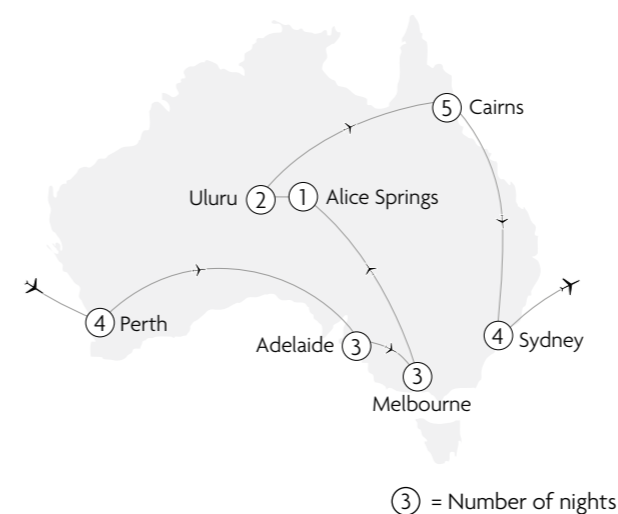 5 Cairns
Uluru 2 1 Alice Springs
4 Perth
Adelaide 3
4 Sydney
3
Melbourne
3 = Number of nights